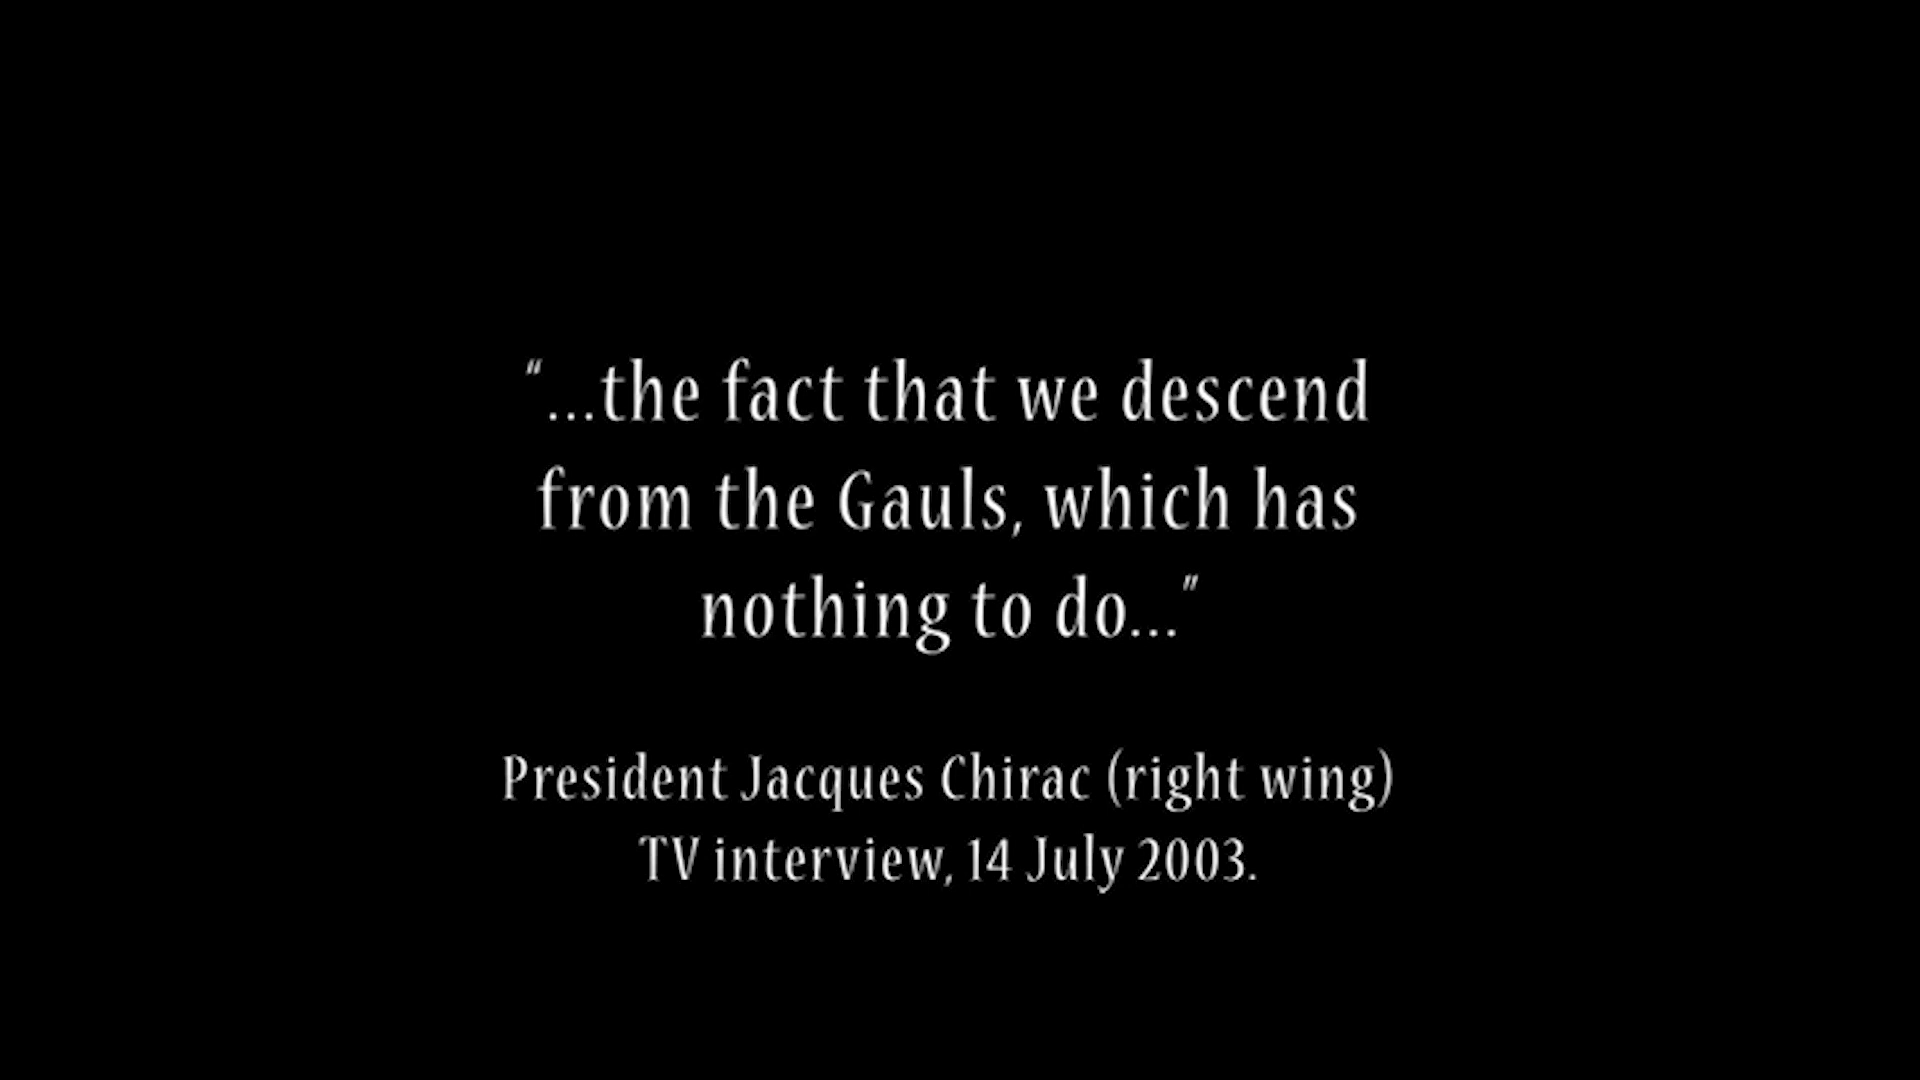 “...the fact that we descend
from the Gauls, which has
nothing to do...”
President Jacques Chirac (right wing)
TV interview, 14 July 2003.